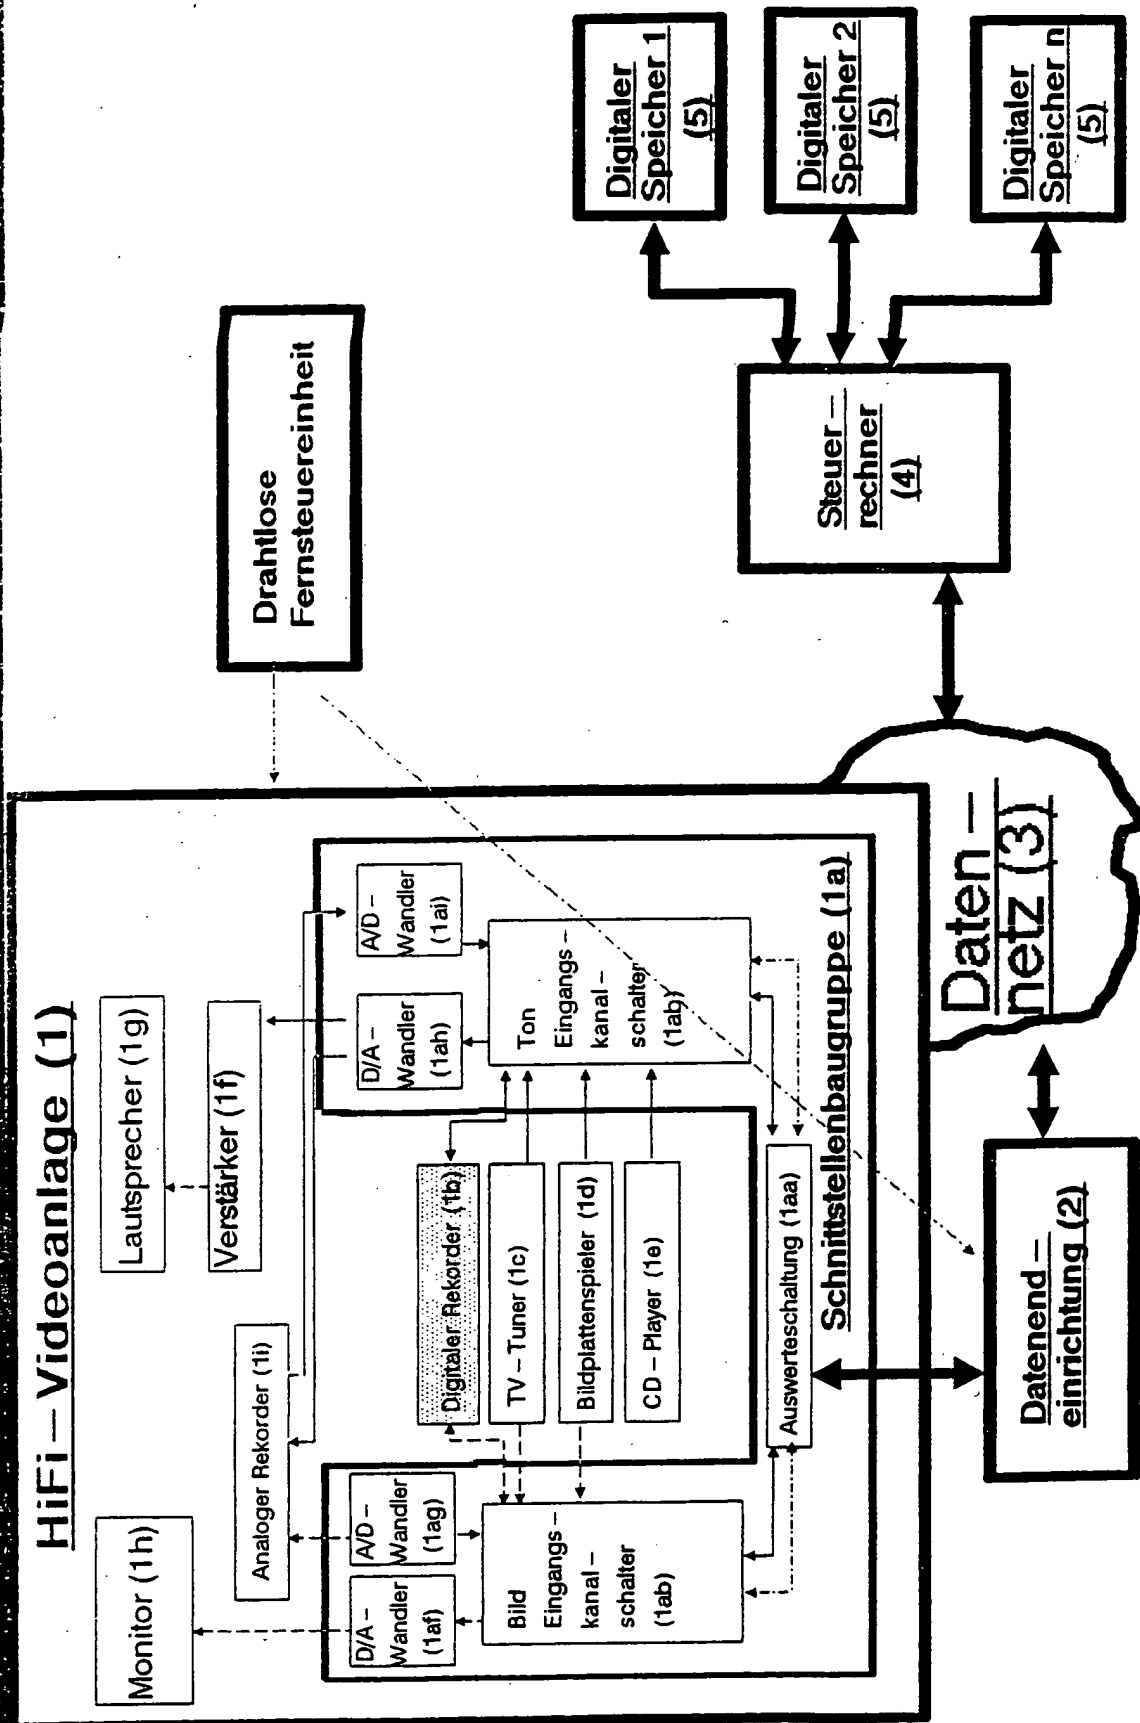 HiFi–Videoanlage (1)
Monitor (1h)
Lautsprecher (1g)
Verstärker (1f)
Analoger Rekorder (1i)
D/A–
Wandler
(1af)
A/D–
Wandler
(1ag)
D/A–
Wandler
(1ah)
A/D–
Wandler
(1ai)
Bild
Eingangs–
kanal–
schalter
(1ab)
Digitaler Rekorder (1b)
TV–Tuner (1c)
Bildplattenspieler (1d)
CD–Player (1e)
Ton
Eingangs–
kanal–
schalter
(1ab)
Auswerteschaltung (1aa)
Schnittstellenbaugruppe (1a)
Drahtlose
Fernsteuereinheit
Datenend–
einrichtung (2)
Daten–
netz (3)
Steuer–
rechner
(4)
Digitaler
Speicher 1
(5)
Digitaler
Speicher 2
(5)
Digitaler
Speicher n
(5)